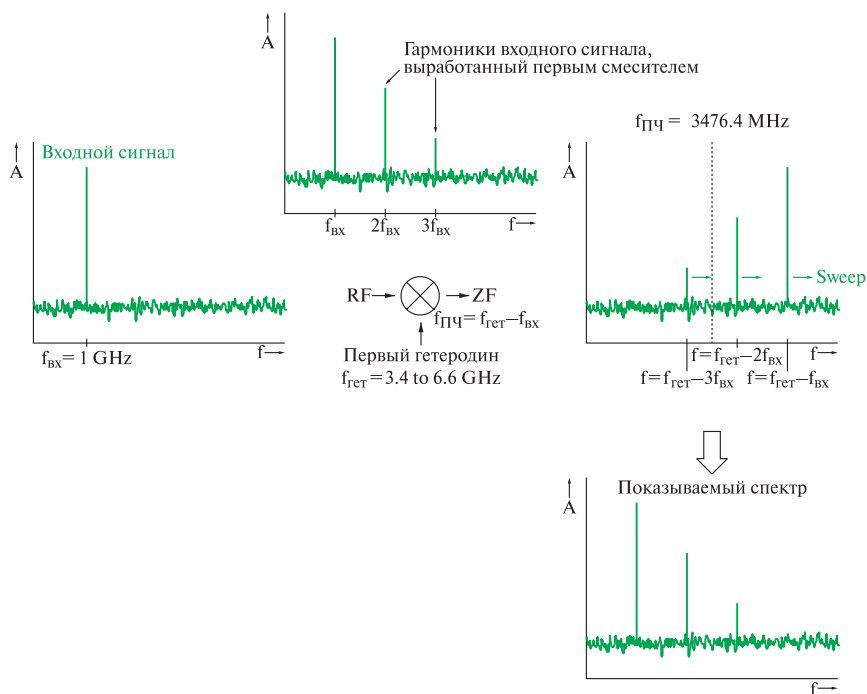 A
Гармоники входного сигнала,
выработанный первым смесителем
fвх 2fвх 3fвх f
Входной сигнал
A
fвх = 1 GHz f
RF ZF
fПЧ = fгет–fвх
Первый гетеродин
fгет = 3.4 to 6.6 GHz
fПЧ = 3476.4 MHz
A
Sweep
f=fгет–2fвх f
f=fгет–3fвх f=fгет–fвх
Показываемый спектр
A
f